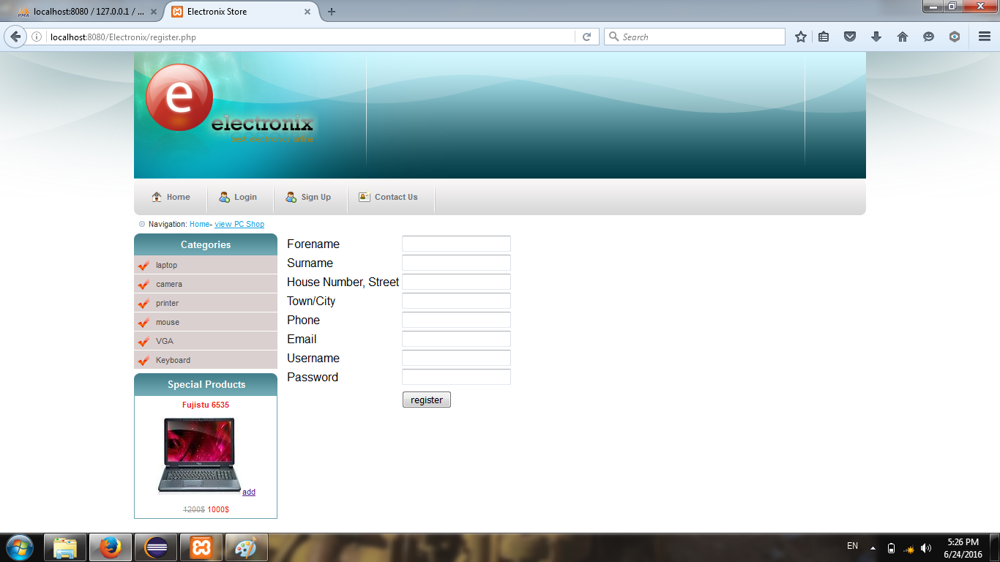 localhost:8080 / 127.0.0.1 / ...
Electronix Store
localhost:8080/Electronix/register.php
Search
e
electronix
Home
Login
Sign Up
Contact Us
Navigation: Home- view PC Shop
Categories
laptop
camera
printer
mouse
VGA
Keyboard
Special Products
Fujistu 6535
add
1200$ 1000$
Forename
Surname
House Number, Street
Town/City
Phone
Email
Username
Password
register
EN
5:26 PM
6/24/2016